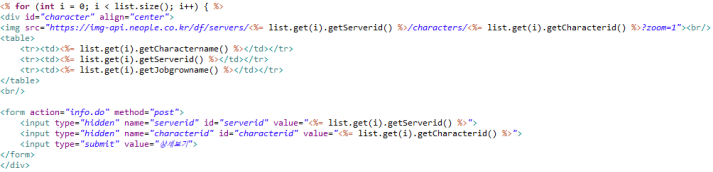 <% for (int i = 0; i < list.size(); i++) { %>
<div id="character" align="center">
<img src="https://img-api.neople.co.kr/df/servers/<%= list.get(i).getServerid() %>/characters/<%= list.get(i).getCharacterid() %>?zoom=1"><br/>
<table>
<tr><td><%= list.get(i).getCharactername() %></td></tr>
<tr><td><%= list.get(i).getServerid() %></td></tr>
<tr><td><%= list.get(i).getJobgrowname() %></td></tr>
</table>
<br/>
<form action="info.do" method="post">
<input type="hidden" name="serverid" id="serverid" value="<%= list.get(i).getServerid() %>">
<input type="hidden" name="characterid" id="characterid" value="<%= list.get(i).getCharacterid() %>">
<input type="submit" value="상세보기">
</form>
</div>